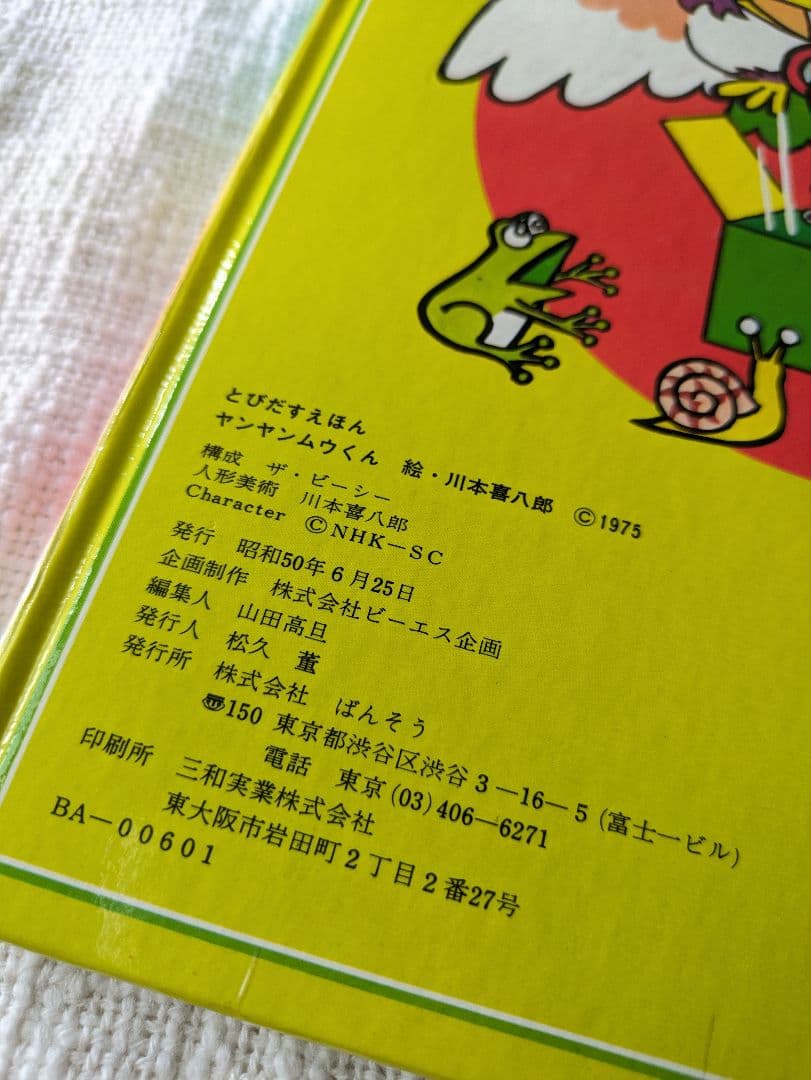 とびだすえほん
ヤンヤンムウくん 絵・川本喜八郎 ©1975
構成 ザ・ビーシー
人形美術 川本喜八郎
Character ©NHK—SC
発行 昭和50年6月25日
企画制作 株式会社ビーエス企画
編集人 山田高旦
発行人 松久 薫
発行所 株式会社 ばんそう
〠150 東京都渋谷区渋谷3—16—5(富士一ビル)
電話 東京(03)406—6271
印刷所 三和実業株式会社
東大阪市岩田町2丁目2番27号
BA—00601